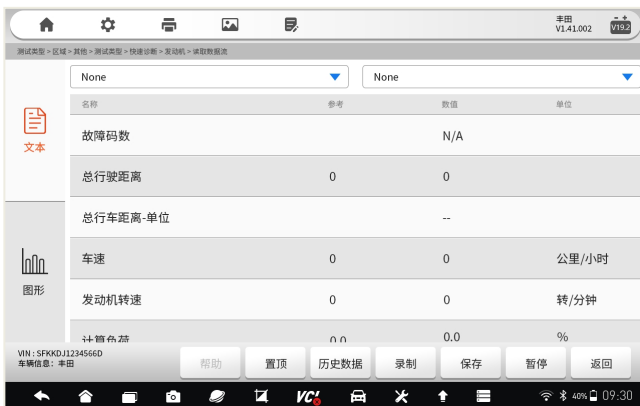 丰田
V1.41.002
V19.2
测试类型 > 区域 > 其他 > 测试类型 > 快速诊断 > 发动机 > 读取数据流
None
None
名称 参考 数值 单位
文本
故障码数 N/A
总行驶距离 0 0
总行车距离-单位 --
图形
车速 0 0 公里/小时
发动机转速 0 0 转/分钟
计算负荷 0.0 0.0 %
VIN : SFKKDJ1234566D
车辆信息: 丰田
帮助 置顶 历史数据 录制 保存 暂停 返回
VCI 40% 09:30